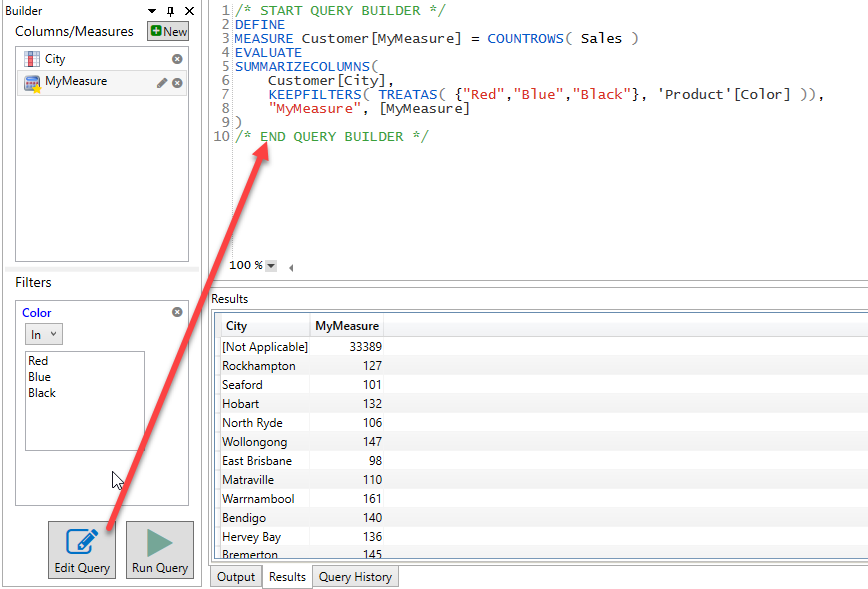 Builder
Columns/Measures New
City
MyMeasure
Filters
Color
In
Red
Blue
Black
Edit Query Run Query
1 /* START QUERY BUILDER */
2 DEFINE
3 MEASURE Customer[MyMeasure] = COUNTROWS( Sales )
4 EVALUATE
5 SUMMARIZECOLUMNS(
6 Customer[City],
7 KEEPFILTERS( TREATAS( {"Red","Blue","Black"}, 'Product'[Color] )),
8 "MyMeasure", [MyMeasure]
9 )
10 /* END QUERY BUILDER */
100 %
Results
City MyMeasure
[Not Applicable] 33389
Rockhampton 127
Seaford 101
Hobart 132
North Ryde 106
Wollongong 147
East Brisbane 98
Matraville 110
Warrnambool 161
Bendigo 140
Hervey Bay 136
Bremerton 145
Output Results Query History